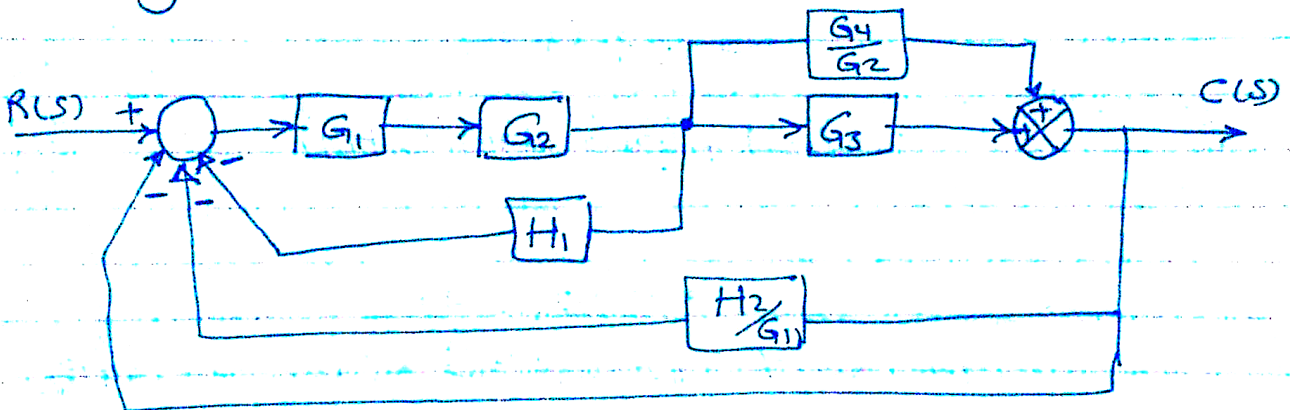 G4
G2
R(S) + G1 G2 G3 + + C(S)
- - -
H1
H2/G1